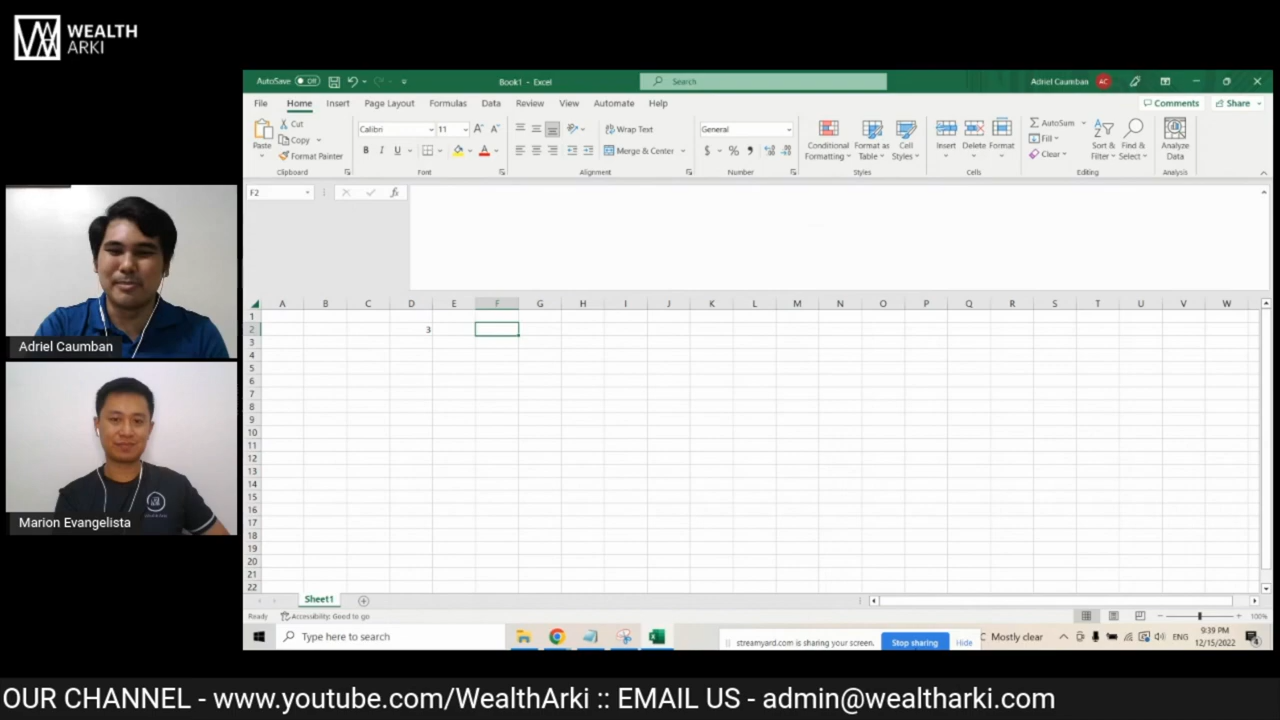 WEALTH
ARKI
AutoSave Off
Book1 - Excel
Search
Adriel Caumban AC
File Home Insert Page Layout Formulas Data Review View Automate Help
Comments Share
Paste
Cut
Copy
Format Painter
Clipboard
Calibri 11
B I U
Font
Wrap Text
Merge & Center
Alignment
General
$ % ,
Number
Conditional Formatting
Format as Table
Cell Styles
Styles
Insert Delete Format
Cells
AutoSum
Fill
Clear
Sort & Filter
Find & Select
Editing
Analyze Data
Analysis
F2
fx
A B C D E F G H I J K L M N O P Q R S T U V W
1
2 3
3
4
5
6
7
8
9
10
11
12
13
14
15
16
17
18
19
20
21
22
Sheet1
Ready Accessibility: Good to go
100%
Type here to search
streamyard.com is sharing your screen. Stop sharing Hide
C Mostly clear
ENG
9:39 PM
12/15/2022
Adriel Caumban
Marion Evangelista
OUR CHANNEL - www.youtube.com/WealthArki :: EMAIL US - admin@wealtharki.com